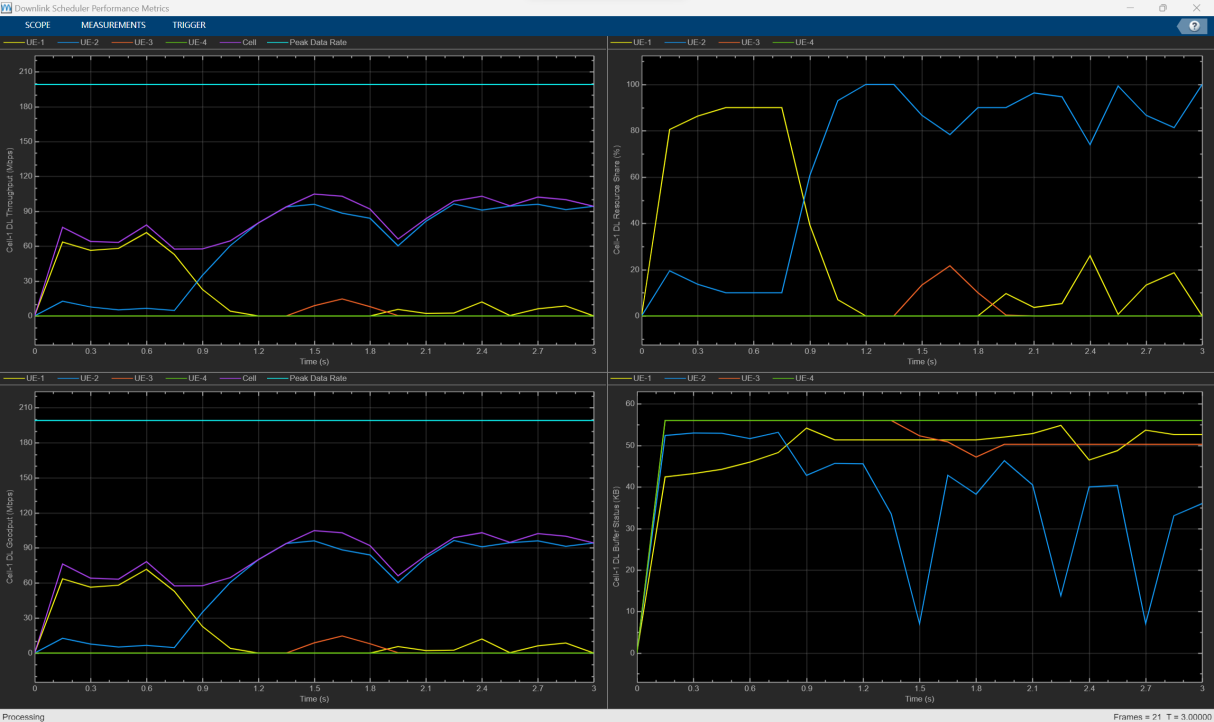 Downlink Scheduler Performance Metrics
SCOPE MEASUREMENTS TRIGGER ?
UE-1 UE-2 UE-3 UE-4 Cell Peak Data Rate
Cell-1 DL Throughput (Mbps)
210
180
150
120
90
60
30
0
0 0.3 0.6 0.9 1.2 1.5 1.8 2.1 2.4 2.7 3
Time (s)
UE-1 UE-2 UE-3 UE-4
Cell-1 DL Resource Share (%)
100
80
60
40
20
0
0 0.3 0.6 0.9 1.2 1.5 1.8 2.1 2.4 2.7 3
Time (s)
UE-1 UE-2 UE-3 UE-4 Cell Peak Data Rate
Cell-1 DL Goodput (Mbps)
210
180
150
120
90
60
30
0
0 0.3 0.6 0.9 1.2 1.5 1.8 2.1 2.4 2.7 3
Time (s)
UE-1 UE-2 UE-3 UE-4
Cell-1 DL Buffer Status (KB)
60
50
40
30
20
10
0
0 0.3 0.6 0.9 1.2 1.5 1.8 2.1 2.4 2.7 3
Time (s)
Processing
Frames = 21 T = 3.00000